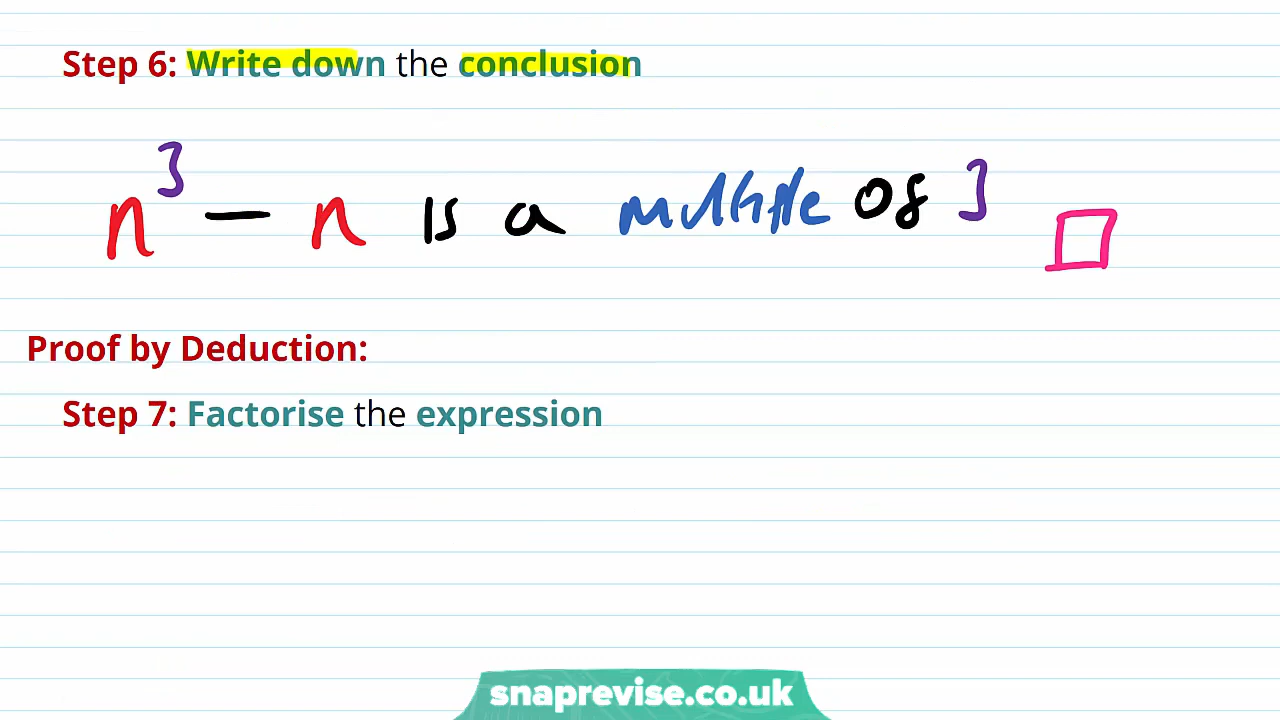 Step 6: Write down the conclusion
n³ — n is a multiple of 3 □
Proof by Deduction:
Step 7: Factorise the expression
snaprevise.co.uk